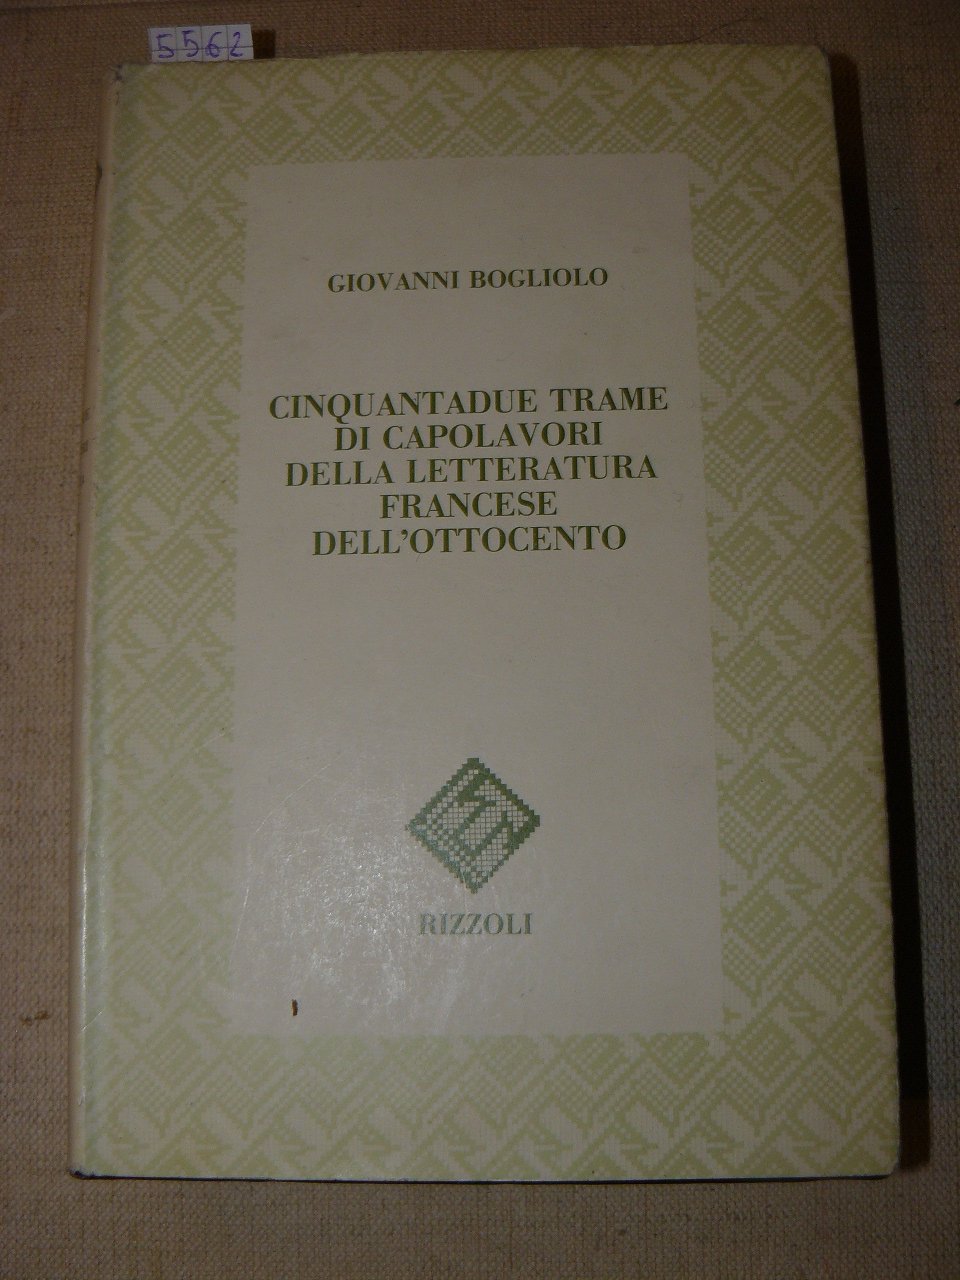 5562
GIOVANNI BOGLIOLO
CINQUANTADUE TRAME
DI CAPOLAVORI
DELLA LETTERATURA
FRANCESE
DELL'OTTOCENTO
RIZZOLI